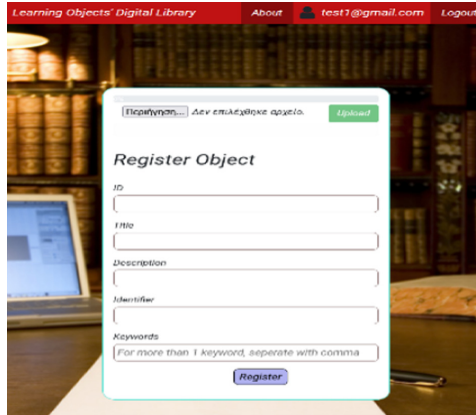 Learning Objects' Digital Library About test1@gmail.com Logout
Περιήγηση... Δεν επιλέχθηκε αρχείο. Upload
Register Object
ID
Title
Description
Identifier
Keywords
For more than 1 keyword, seperate with comma
Register